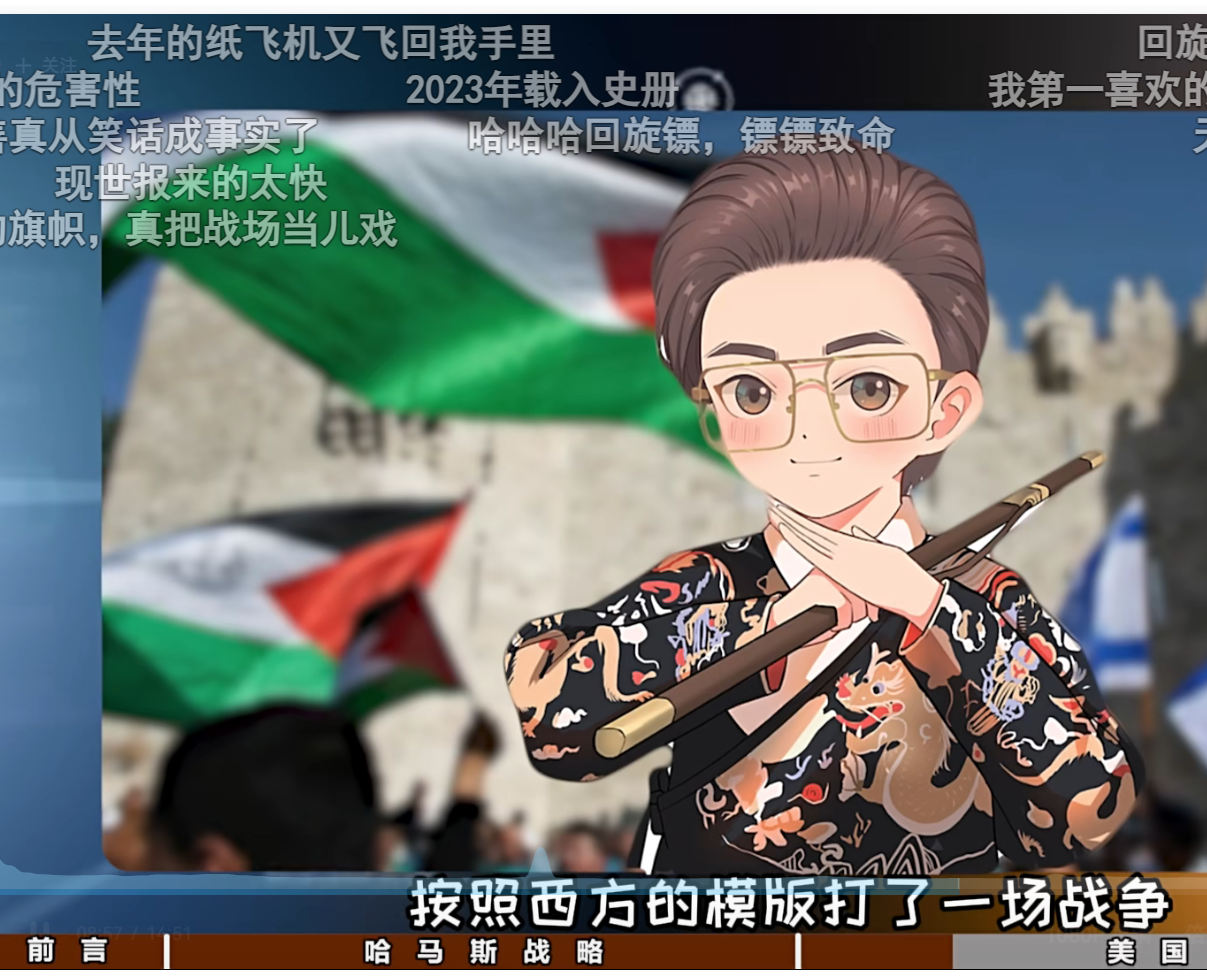 去年的纸飞机又飞回我手里
回旋
+ 关注
的危害性
2023年载入史册
我第一喜欢的
真从笑话成事实了
哈哈哈回旋镖，镖镖致命
现世报来的太快
旗帜，真把战场当儿戏
按照西方的模版打了一场战争
前言
哈马斯战略
美国